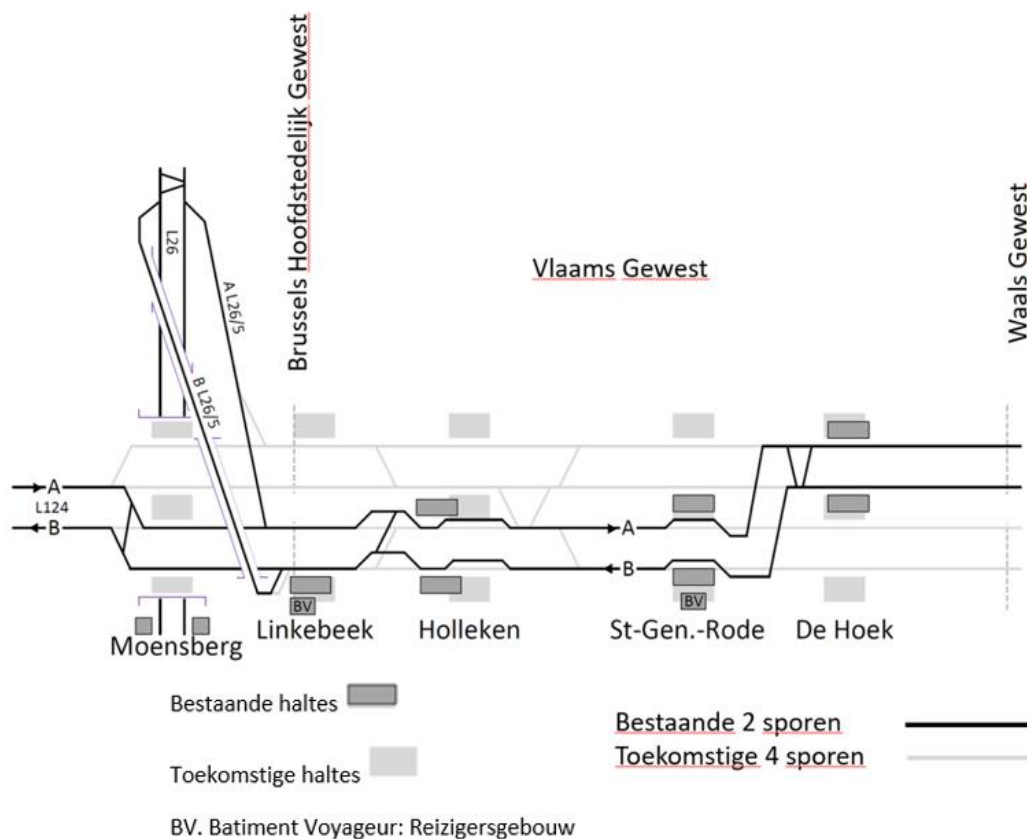 Brussels Hoofdstedelijk Gewest
Vlaams Gewest
Waals Gewest
L26
A L26/5
B L26/5
A
L124
B
A
B
BV
BV
Moensberg
Linkebeek
Holleken
St-Gen.-Rode
De Hoek
Bestaande haltes
Toekomstige haltes
BV. Batiment Voyageur: Reizigersgebouw
Bestaande 2 sporen
Toekomstige 4 sporen